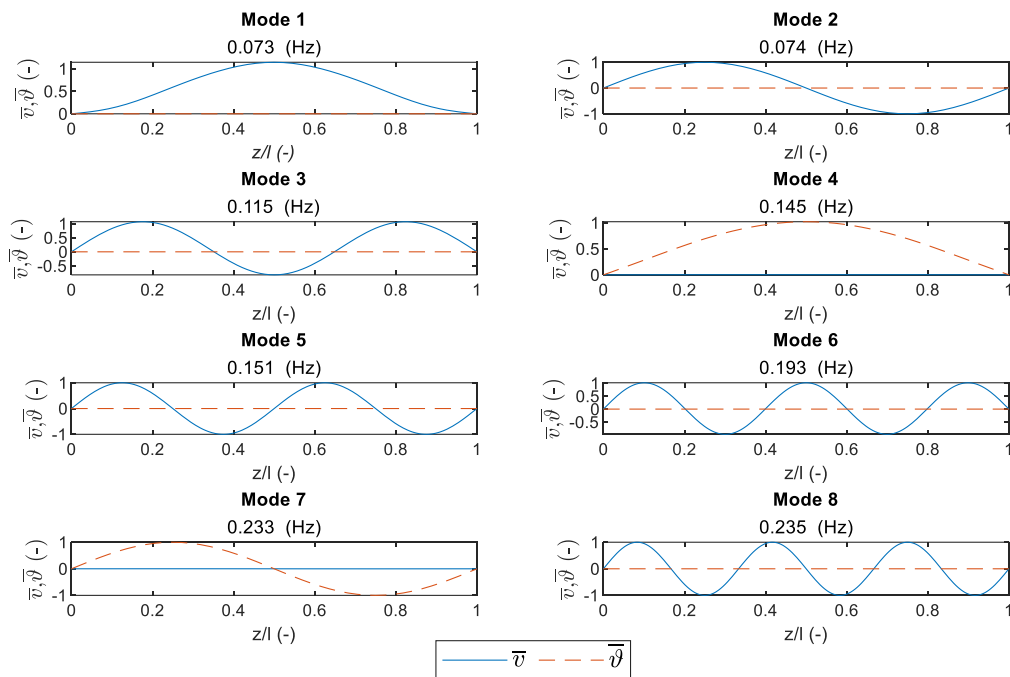 Mode 1
0.073 (Hz)
v̅,ϑ̅ (-)
1
0.5
0
0 0.2 0.4 0.6 0.8 1
z/l (-)
Mode 2
0.074 (Hz)
v̅,ϑ̅ (-)
1
0
-1
0 0.2 0.4 0.6 0.8 1
z/l (-)
Mode 3
0.115 (Hz)
v̅,ϑ̅ (-)
1
0.5
0
-0.5
0 0.2 0.4 0.6 0.8 1
z/l (-)
Mode 4
0.145 (Hz)
v̅,ϑ̅ (-)
1
0.5
0
0 0.2 0.4 0.6 0.8 1
z/l (-)
Mode 5
0.151 (Hz)
v̅,ϑ̅ (-)
1
0
-1
0 0.2 0.4 0.6 0.8 1
z/l (-)
Mode 6
0.193 (Hz)
v̅,ϑ̅ (-)
0.5
0
-0.5
0 0.2 0.4 0.6 0.8 1
z/l (-)
Mode 7
0.233 (Hz)
v̅,ϑ̅ (-)
1
0
-1
0 0.2 0.4 0.6 0.8 1
z/l (-)
Mode 8
0.235 (Hz)
v̅,ϑ̅ (-)
1
0
-1
0 0.2 0.4 0.6 0.8 1
z/l (-)
v̅ ϑ̅